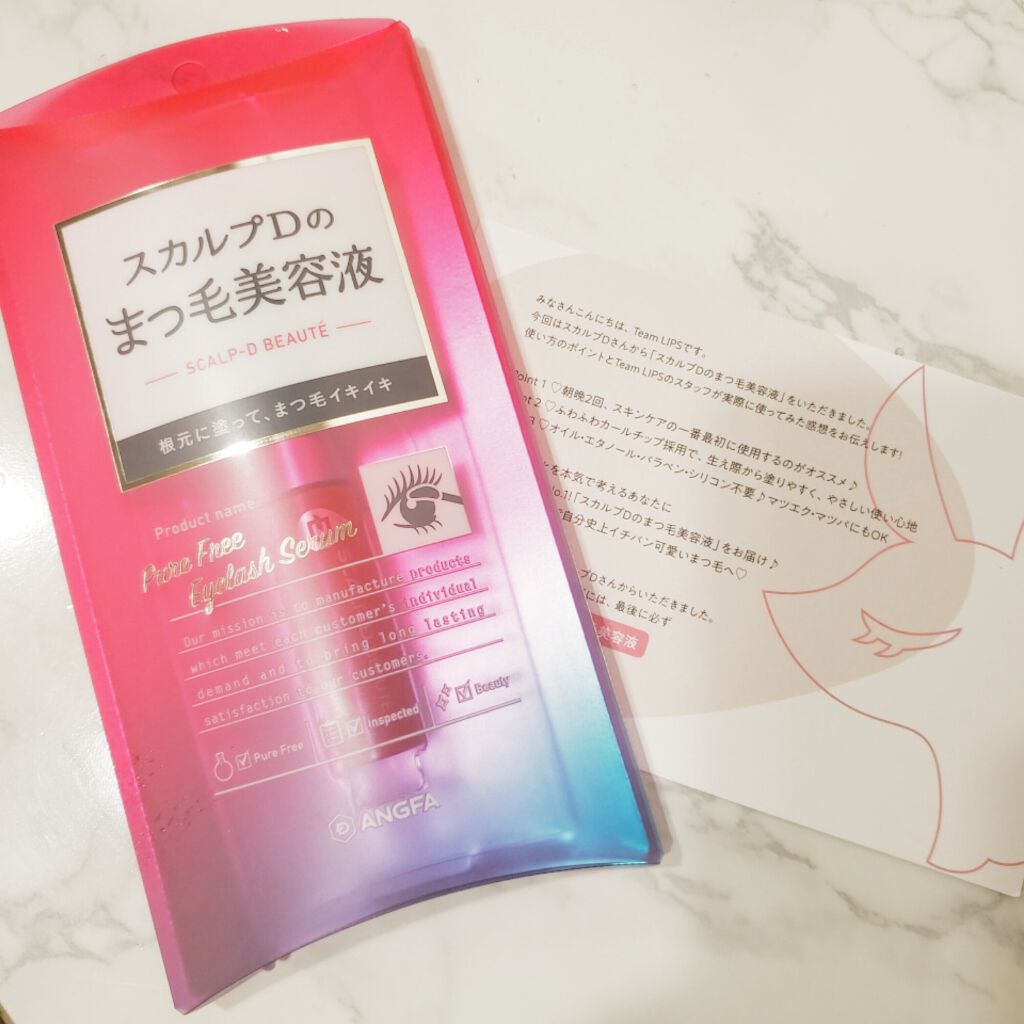 スカルプDの
まつ毛美容液
SCALP-D BEAUTÉ
根元に塗って、まつ毛イキイキ
Product name.
Pure Free
Eyelash Serum
Our mission is to manufacture products
which meet each customer's individual
demand and to bring long lasting
satisfaction to our customers.
Pure Free
Inspected
Beauty
ANGFA
みなさんこんにちは、Team LIPSです。
今回はスカルプDさんから「スカルプDのまつ毛美容液」をいただきました。
使い方のポイントとTeam LIPSのスタッフが実際に使ってみた感想をお伝えします!
Point 1 ♡朝晩2回、スキンケアの一番最初に使用するのがオススメ♪
2 ♡ふわふわカールチップ採用で、生え際から塗りやすく、やさしい使い心地
♡オイル・エタノール・パラベン・シリコン不要♪マツエク・マツパにもOK
を本気で考えるあなたに
No.1!「スカルプDのまつ毛美容液」をお届け♪
自分史上イチバン可愛いまつ毛へ♡
プDさんからいただきました。
には、最後に必ず
美容液